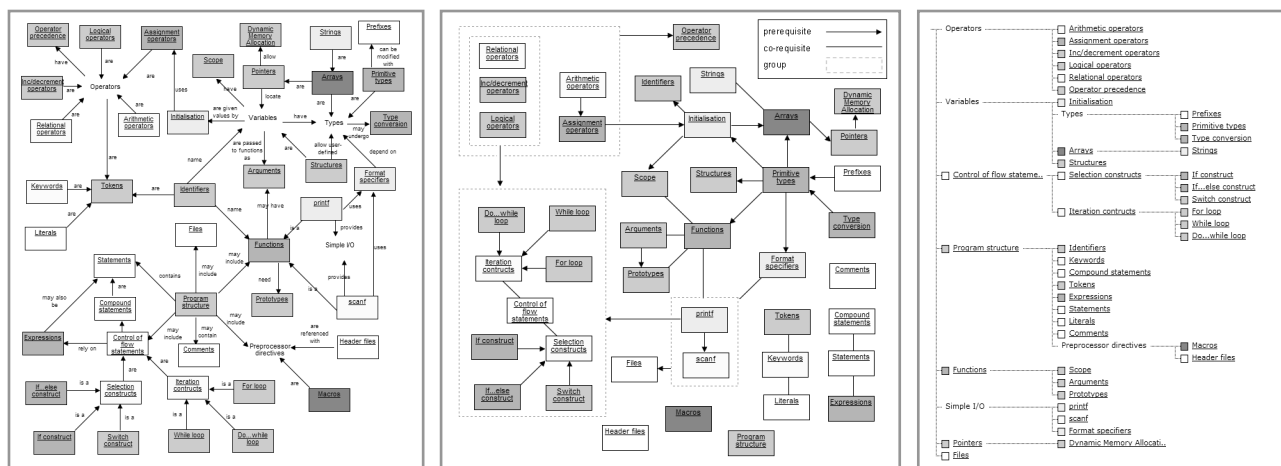 Operator
precedence
Logical
operators
Assignment
operators
Dynamic
Memory
Allocation
Strings
Prefixes
have
are
are
Scope
allow
are
can be
modified
with
Inc/decrement
operators
are
Operators
uses
have
Pointers
are
Arrays
Primitive
types
are
are given
values by
locate
are
are
Relational
operators
are
Arithmetic
operators
Initialisation
Variables
have
Types
may
undergo
Type
conversion
are
name
are passed
to functions
as
are
allow user-
defined
depend on
Keywords
are
Tokens
are
Identifiers
Arguments
Structures
Format
specifiers
are
name
may have
printf
uses
Literals
Files
is a
provides
Simple I/O
uses
Statements
contains
may
include
may
include
Functions
provides
are
may also
be
Compound
statements
Program
structure
need
Prototypes
is a
scanf
are
may
include
may
contain
may
include
are
referenced
with
Expressions
rely on
Control of
flow
statements
Comments
Preprocessor
directives
Header files
are
are
are
If...else
construct
is a
Selection
constructs
Iteration
contructs
is a
For loop
Macros
is a
is a
is a
is a
If construct
Switch
construct
While loop
Do...while
loop
Relational
operators
Inc/decrement
operators
Logical
operators
Operator
precedence
prerequisite
co-requisite
group
Arithmetic
operators
Identifiers
Strings
Assignment
operators
Initialisation
Arrays
Dynamic
Memory
Allocation
Pointers
Scope
Structures
Primitive
types
Prefixes
Do...while
loop
While loop
Arguments
Functions
Type
conversion
Iteration
contructs
For loop
Prototypes
Format
specifiers
Comments
Control of
flow
statements
printf
Tokens
Compound
statements
If construct
Selection
constructs
Files
scanf
Keywords
Statements
If...else
construct
Switch
construct
Literals
Expressions
Macros
Header files
Program
structure
Operators
Arithmetic operators
Assignment operators
Inc/decrement operators
Logical operators
Relational operators
Operator precedence
Variables
Initialisation
Types
Prefixes
Primitive types
Type conversion
Arrays
Strings
Structures
Control of flow stateme..
Selection constructs
If construct
If...else construct
Switch construct
Iteration contructs
For loop
While loop
Do...while loop
Program structure
Identifiers
Keywords
Compound statements
Tokens
Expressions
Statements
Literals
Comments
Preprocessor directives
Macros
Header files
Functions
Scope
Arguments
Prototypes
Simple I/O
printf
scanf
Format specifiers
Pointers
Dynamic Memory Allocati..
Files